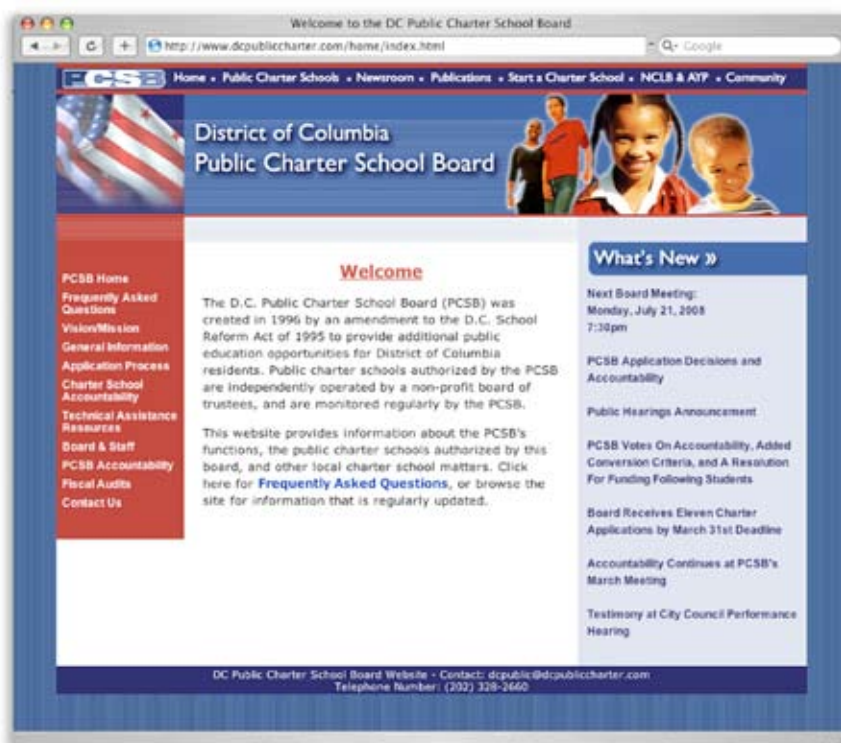 Welcome to the DC Public Charter School Board
http://www.dcpubliccharter.com/home/index.html
Google
PCSB Home • Public Charter Schools • Newsroom • Publications • Start a Charter School • NCLB & AYP • Community
District of Columbia
Public Charter School Board
PCSB Home
Frequently Asked
Questions
Vision/Mission
General Information
Application Process
Charter School
Accountability
Technical Assistance
Resources
Board & Staff
PCSB Accountability
Fiscal Audits
Contact Us
Welcome
The D.C. Public Charter School Board (PCSB) was
created in 1996 by an amendment to the D.C. School
Reform Act of 1995 to provide additional public
education opportunities for District of Columbia
residents. Public charter schools authorized by the PCSB
are independently operated by a non-profit board of
trustees, and are monitored regularly by the PCSB.
This website provides information about the PCSB's
functions, the public charter schools authorized by this
board, and other local charter school matters. Click
here for Frequently Asked Questions, or browse the
site for information that is regularly updated.
What's New »
Next Board Meeting:
Monday, July 21, 2008
7:30pm
PCSB Application Decisions and
Accountability
Public Hearings Announcement
PCSB Votes On Accountability, Added
Conversion Criteria, and A Resolution
For Funding Following Students
Board Receives Eleven Charter
Applications by March 31st Deadline
Accountability Continues at PCSB's
March Meeting
Testimony at City Council Performance
Hearing
DC Public Charter School Board Website - Contact: dcpublic@dcpubliccharter.com
Telephone Number: (202) 328-2660